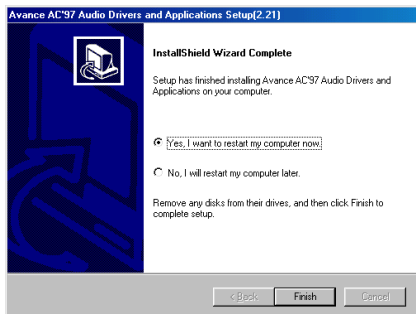 Avance AC'97 Audio Drivers and Applications Setup(2.21)
InstallShield Wizard Complete
Setup has finished installing Avance AC'97 Audio Drivers and
Applications on your computer.
Yes, I want to restart my computer now.
No, I will restart my computer later.
Remove any disks from their drives, and then click Finish to
complete setup.
< Back Finish Cancel